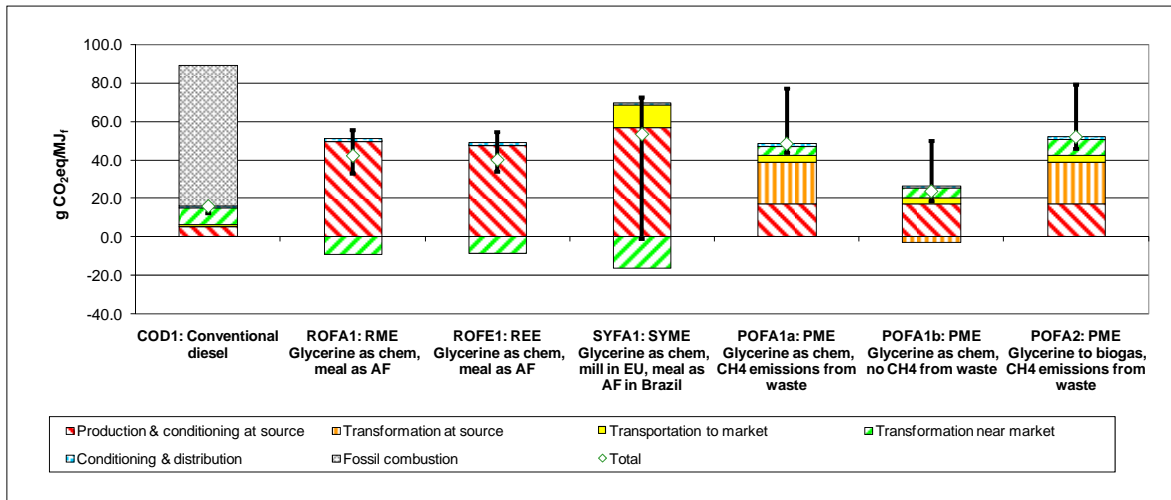 g CO2eq/MJf
100.0
80.0
60.0
40.0
20.0
0.0
-20.0
-40.0
COD1: Conventional
diesel
ROFA1: RME
Glycerine as chem,
meal as AF
ROFE1: REE
Glycerine as chem,
meal as AF
SYFA1: SYME
Glycerine as chem,
mill in EU, meal as
AF in Brazil
POFA1a: PME
Glycerine as chem,
CH4 emissions from
waste
POFA1b: PME
Glycerine as chem,
no CH4 from waste
POFA2: PME
Glycerine to biogas,
CH4 emissions from
waste
Production & conditioning at source
Transformation at source
Transportation to market
Transformation near market
Conditioning & distribution
Fossil combustion
Total